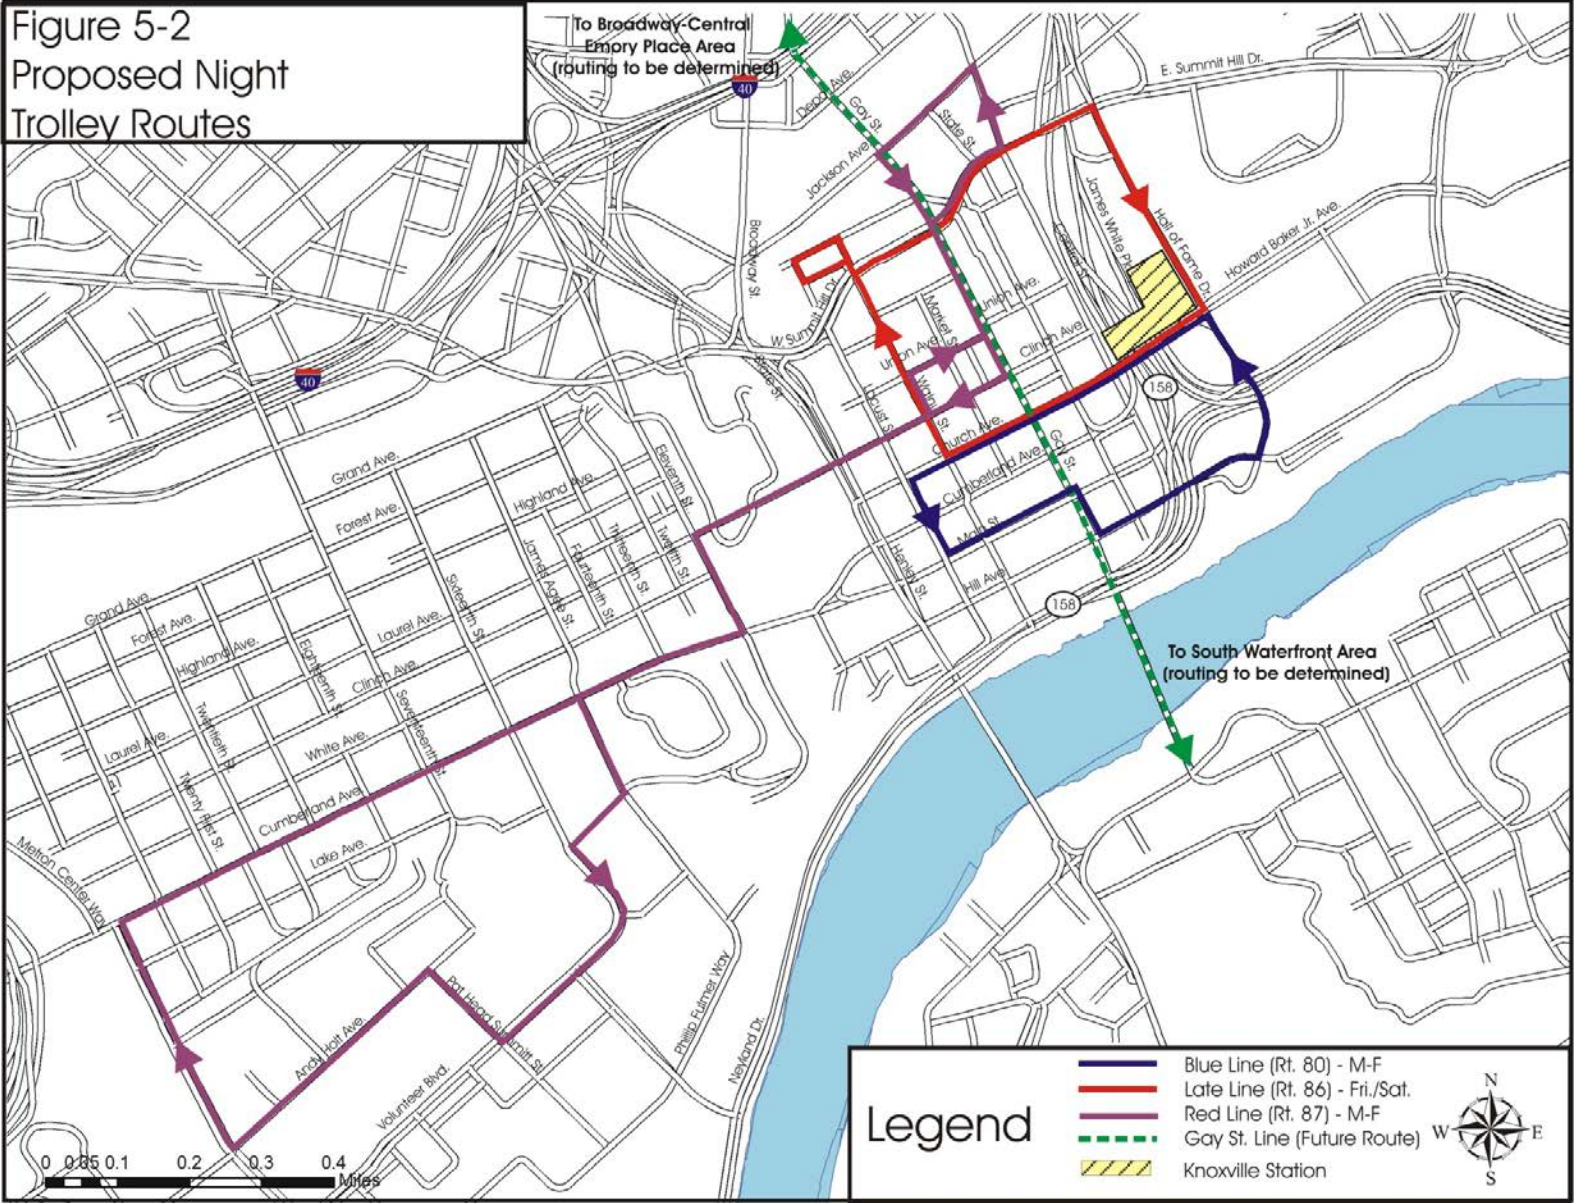 Figure 5-2
Proposed Night
Trolley Routes
To Broadway-Central
Emory Place Area
(routing to be determined)
40
Depot Ave.
Gay St.
State St.
Jackson Ave.
E. Summit Hill Dr.
James White Pk
Hall of Fame Dr.
Howard Baker Jr. Ave.
Central St.
Broadway St.
W Summit Hill Dr.
Union Ave.
Market St.
Clinch Ave.
Union Ave.
Walnut St.
Locust St.
Church Ave.
Cumberland Ave.
Gay St.
Main St.
Henley St.
Hill Ave.
158
158
40
Grand Ave.
Forest Ave.
Highland Ave.
Eleventh St.
Twelfth St.
Thirteenth St.
Fourteenth St.
James Agee St.
Sixteenth St.
Laurel Ave.
Clinch Ave.
Seventeenth St.
Eighteenth St.
Grand Ave.
Forest Ave.
Highland Ave.
White Ave.
Twentieth St.
Laurel Ave.
Twenty First St.
Cumberland Ave.
Lake Ave.
Melton Center Way
Andy Holt Ave.
Pat Head Summitt St.
Volunteer Blvd.
Phillip Fulmer Way
Neyland Dr.
To South Waterfront Area
(routing to be determined)
Legend
Blue Line (Rt. 80) - M-F
Late Line (Rt. 86) - Fri./Sat.
Red Line (Rt. 87) - M-F
Gay St. Line (Future Route)
Knoxville Station
N
W E
S
0 0.05 0.1 0.2 0.3 0.4
Miles